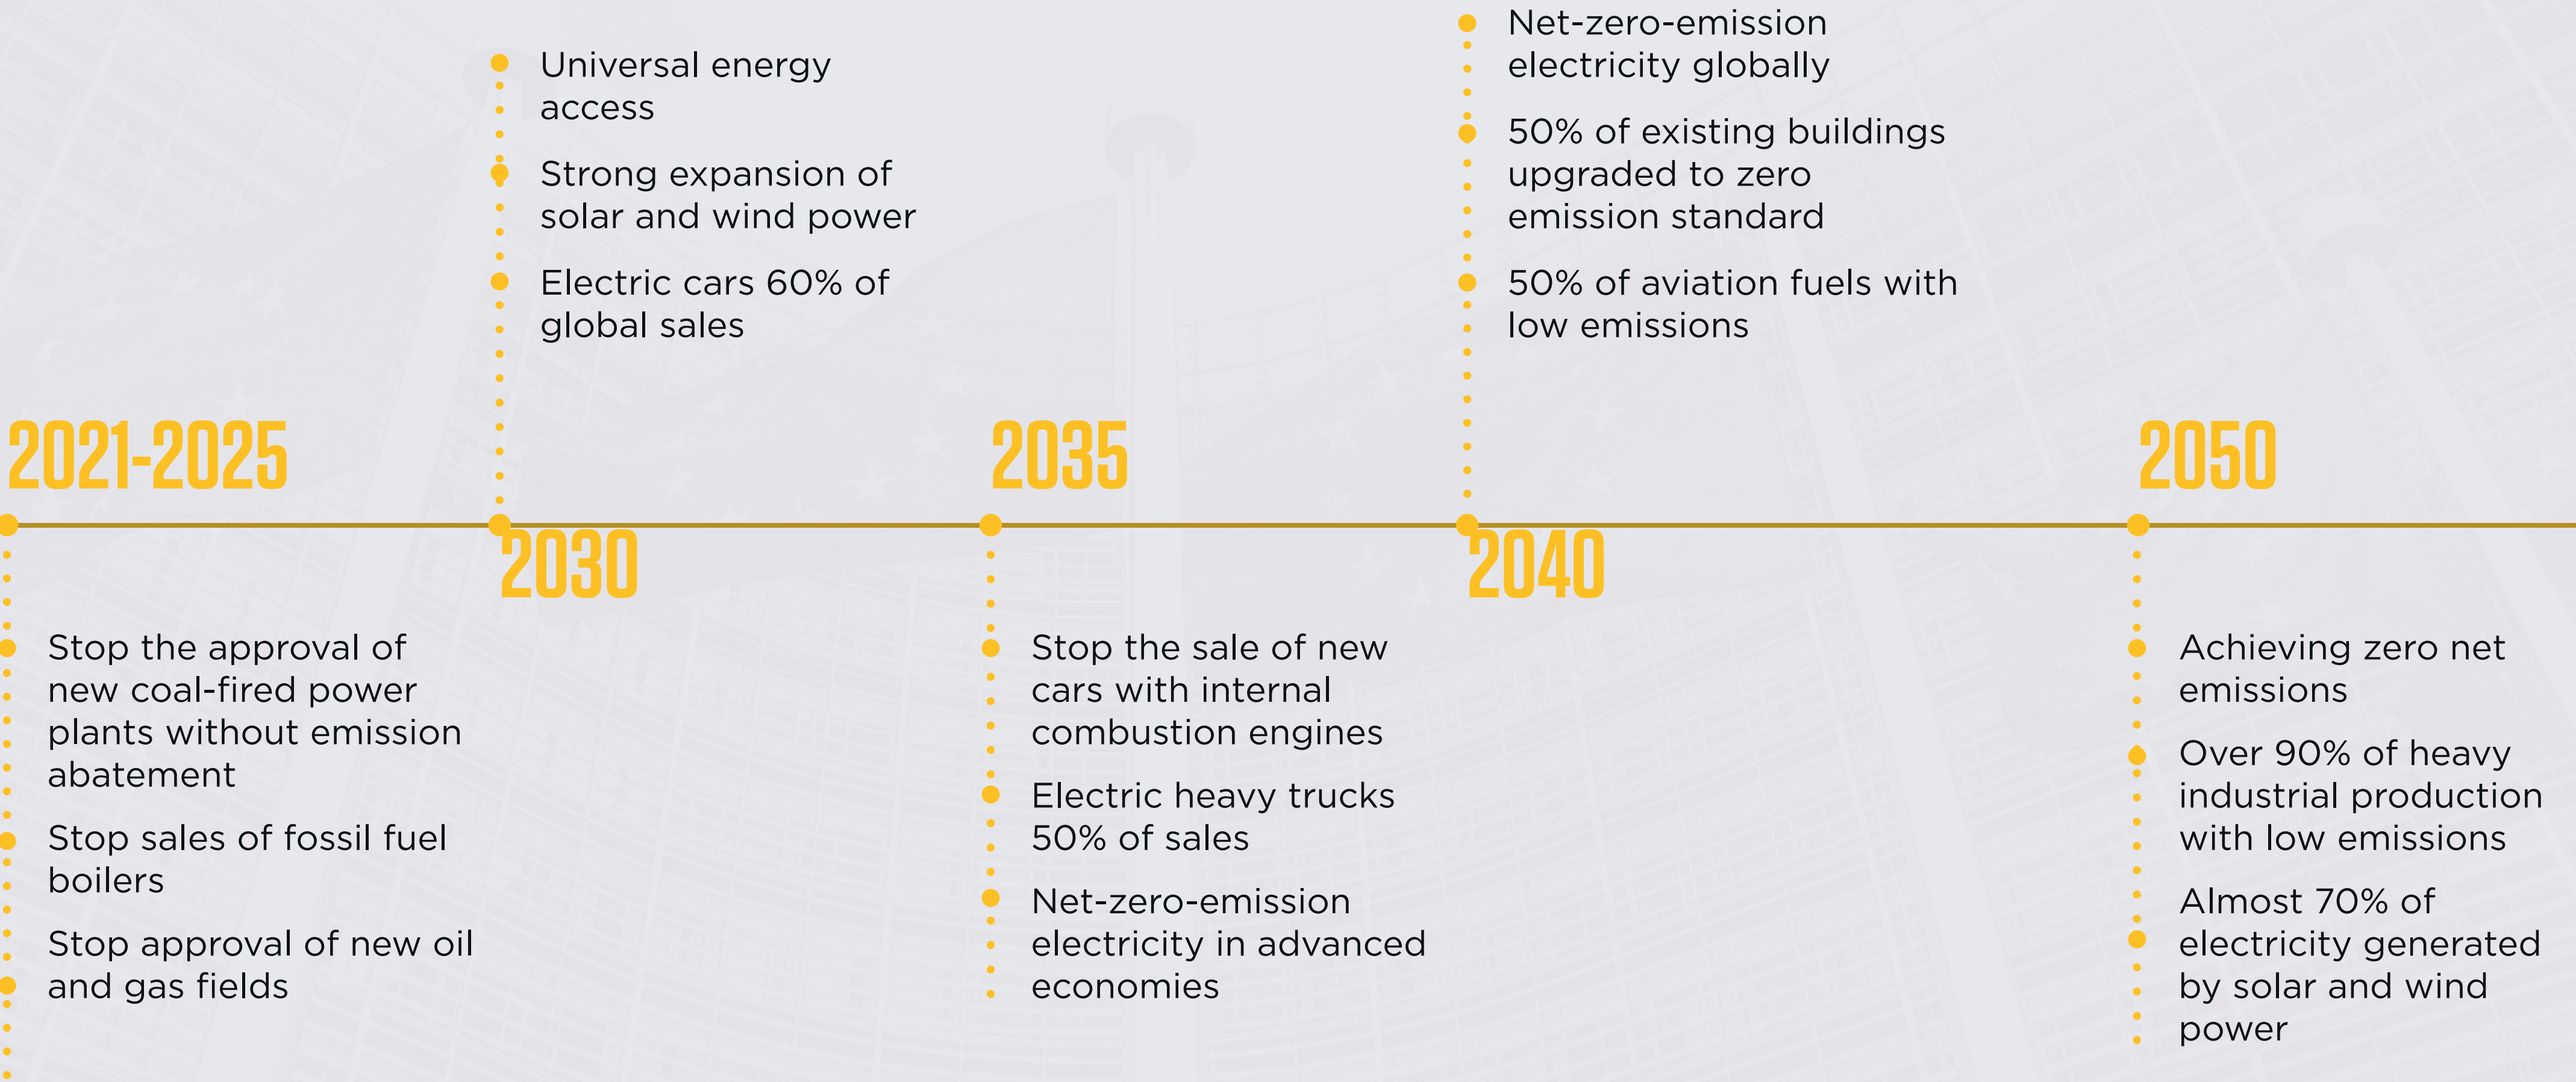 2021-2025
Stop the approval of
new coal-fired power
plants without emission
abatement
Stop sales of fossil fuel
boilers
Stop approval of new oil
and gas fields
Universal energy
access
Strong expansion of
solar and wind power
Electric cars 60% of
global sales
2030
2035
Stop the sale of new
cars with internal
combustion engines
Electric heavy trucks
50% of sales
Net-zero-emission
electricity in advanced
economies
Net-zero-emission
electricity globally
50% of existing buildings
upgraded to zero
emission standard
50% of aviation fuels with
low emissions
2040
2050
Achieving zero net
emissions
Over 90% of heavy
industrial production
with low emissions
Almost 70% of
electricity generated
by solar and wind
power